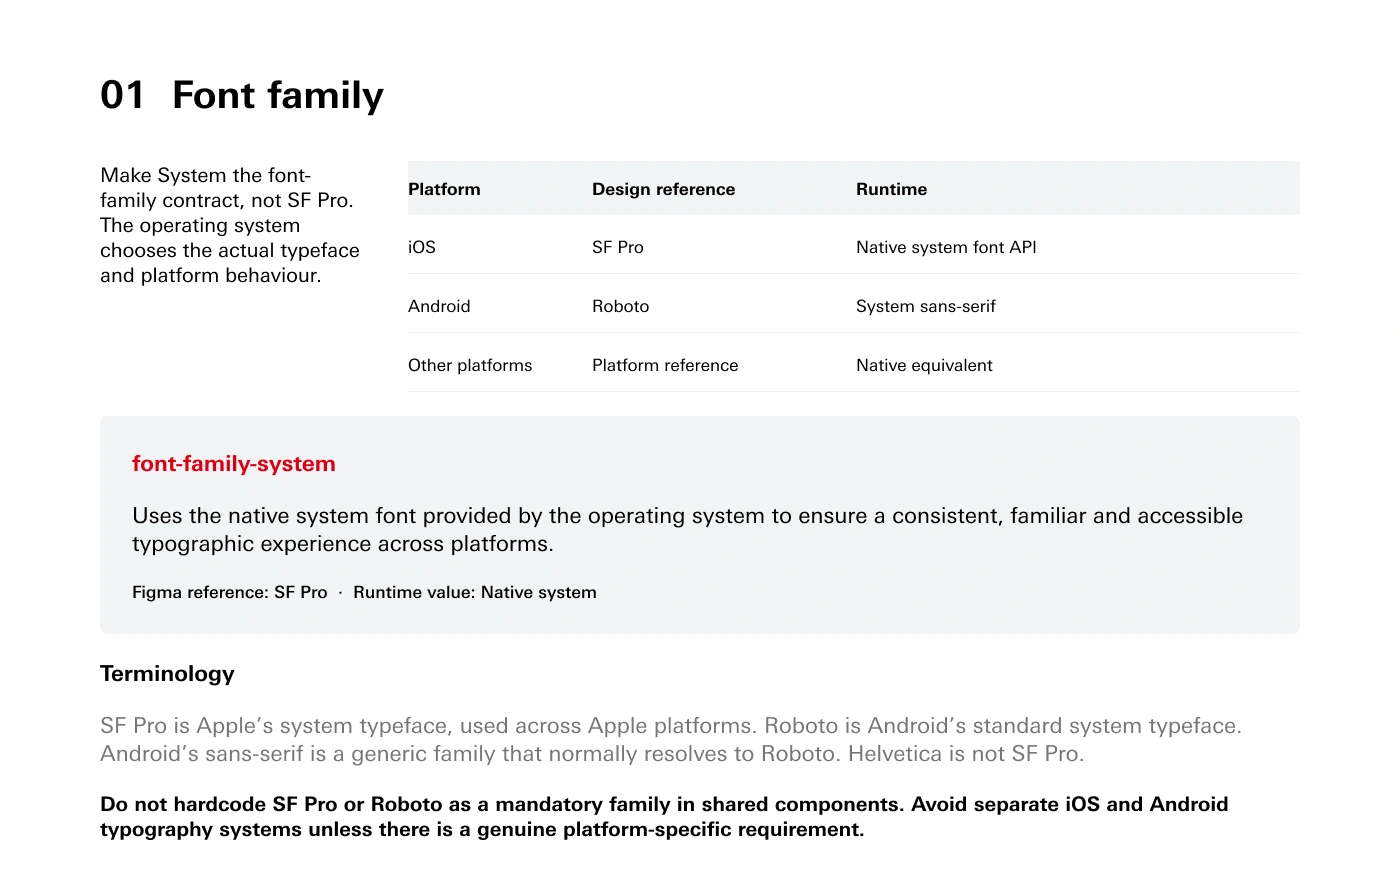 01 Font family
Make System the font-
family contract, not SF Pro.
The operating system
chooses the actual typeface
and platform behaviour.
Platform Design reference Runtime
iOS SF Pro Native system font API
Android Roboto System sans-serif
Other platforms Platform reference Native equivalent
font-family-system
Uses the native system font provided by the operating system to ensure a consistent, familiar and accessible
typographic experience across platforms.
Figma reference: SF Pro · Runtime value: Native system
Terminology
SF Pro is Apple’s system typeface, used across Apple platforms. Roboto is Android’s standard system typeface.
Android’s sans-serif is a generic family that normally resolves to Roboto. Helvetica is not SF Pro.
Do not hardcode SF Pro or Roboto as a mandatory family in shared components. Avoid separate iOS and Android
typography systems unless there is a genuine platform-specific requirement.